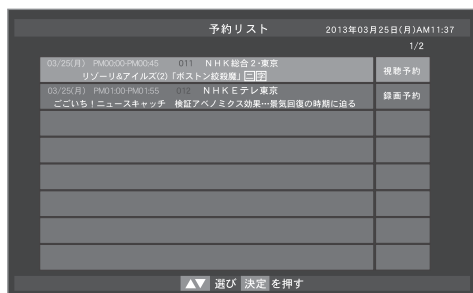 予約リスト 2013年03月25日(月)AM11:37
1/2
03/25(月) PM00:00-PM00:45 011 NHK総合2・東京 視聴予約
リゾーリ&アイルズ(2)「ボストン絞殺魔」二字
03/25(月) PM01:00-PM01:55 012 NHKEテレ東京 録画予約
ごごいち!ニュースキャッチ 検証アベノミクス効果…景気回復の時期に迫る
▲▼ 選び 決定 を押す